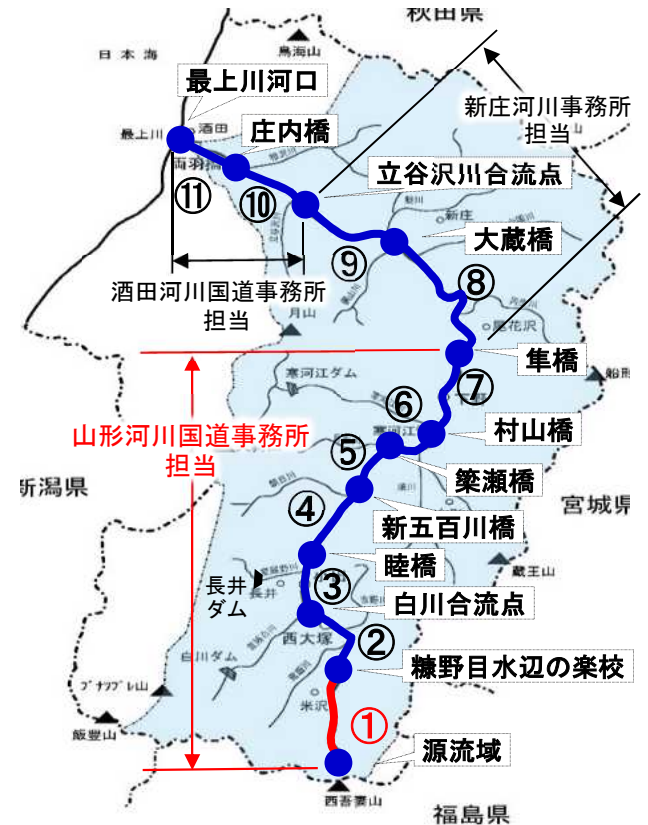 秋田県
日本海
鳥海山
最上川河口
新庄河川事務所
担当
最上川
酒田
庄内橋
両羽橋
立谷沢川合流点
⑪
⑩
新庄
大蔵橋
⑨
⑧
酒田河川国道事務所
担当
月山
尾花沢
隼橋
寒河江ダム
⑦
⑥
山形河川国道事務所
担当
寒河江
村山橋
⑤
簗瀬橋
新潟県
④
新五百川橋
宮城県
睦橋
蔵王山
長井
ダム
長井
③
白川合流点
西大塚
②
白川ダム
糠野目水辺の楽校
米沢
飯豊山
①
源流域
西吾妻山
福島県